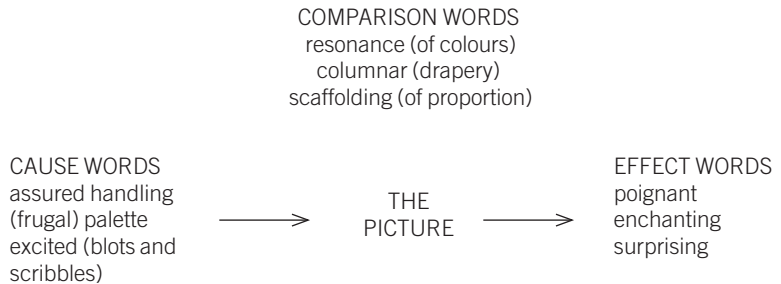 COMPARISON WORDS
resonance (of colours)
columnar (drapery)
scaffolding (of proportion)
CAUSE WORDS
assured handling
(frugal) palette
excited (blots and
scribbles)
THE
PICTURE
EFFECT WORDS
poignant
enchanting
surprising